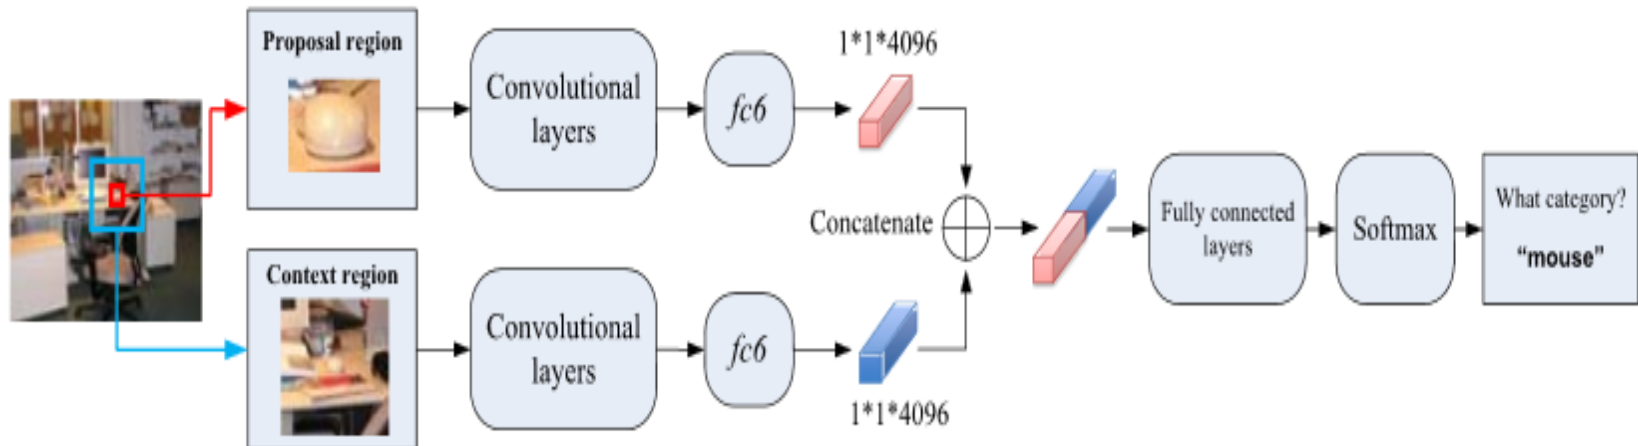 Proposal region
Convolutional
layers
fc6
1*1*4096
Context region
Convolutional
layers
fc6
1*1*4096
Concatenate
Fully connected
layers
Softmax
What category?
“mouse”